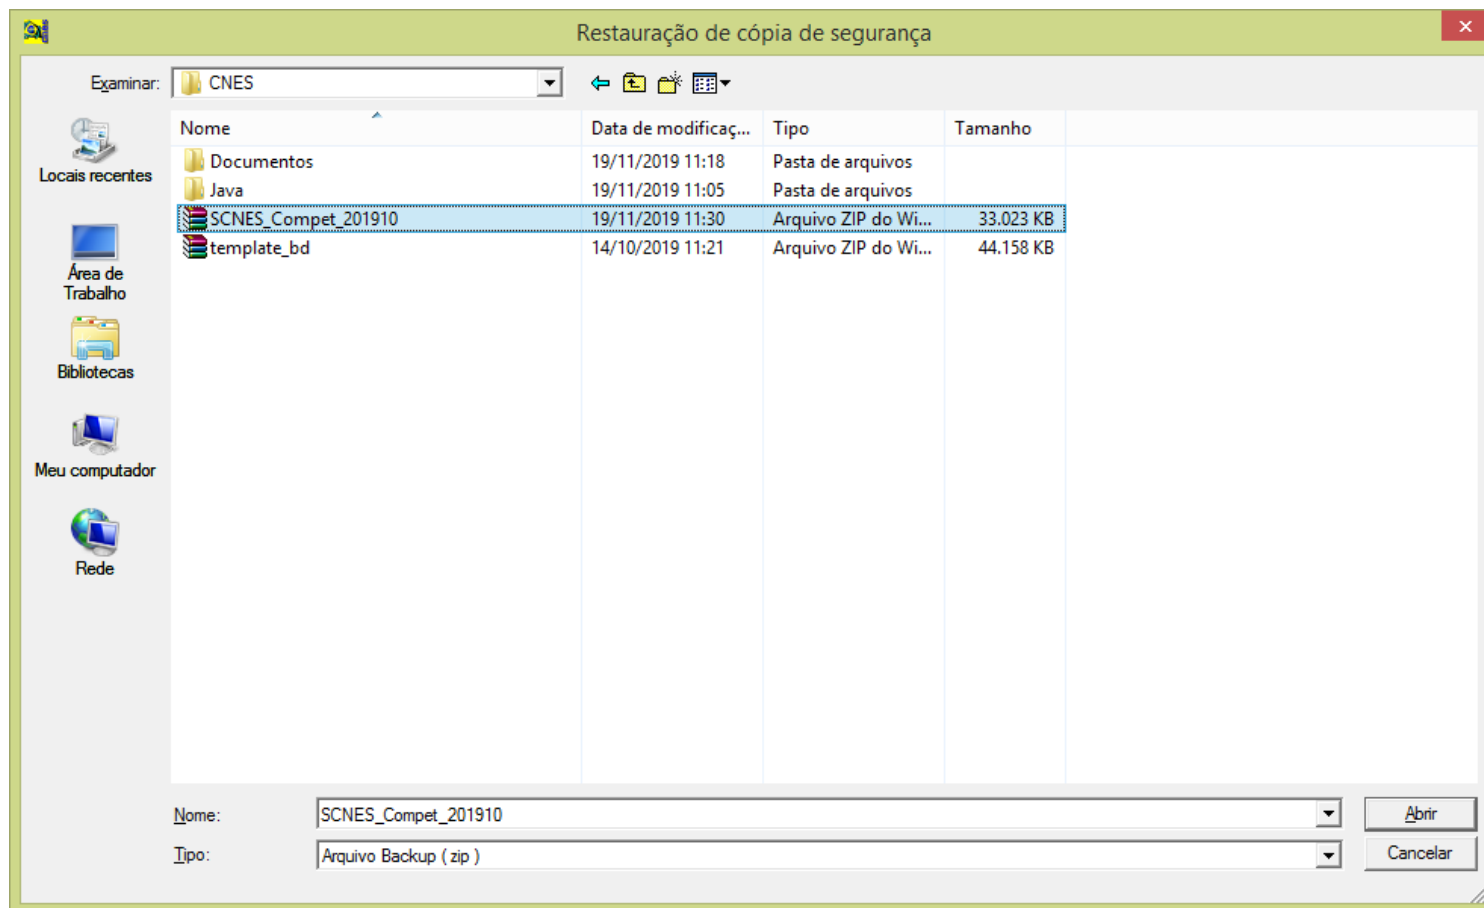 Restauração de cópia de segurança
Examinar: CNES
Nome Data de modificaç... Tipo Tamanho
Documentos 19/11/2019 11:18 Pasta de arquivos
Java 19/11/2019 11:05 Pasta de arquivos
SCNES_Compet_201910 19/11/2019 11:30 Arquivo ZIP do Wi... 33.023 KB
template_bd 14/10/2019 11:21 Arquivo ZIP do Wi... 44.158 KB
Locais recentes
Área de
Trabalho
Bibliotecas
Meu computador
Rede
Nome: SCNES_Compet_201910 Abrir
Tipo: Arquivo Backup ( zip ) Cancelar